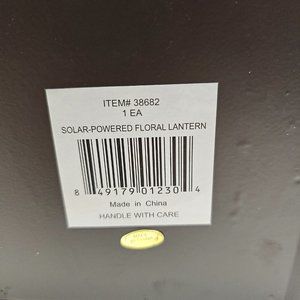 ITEM# 38682
1 EA
SOLAR-POWERED FLORAL LANTERN
8 49179 01230 4
Made in China
HANDLE WITH CARE